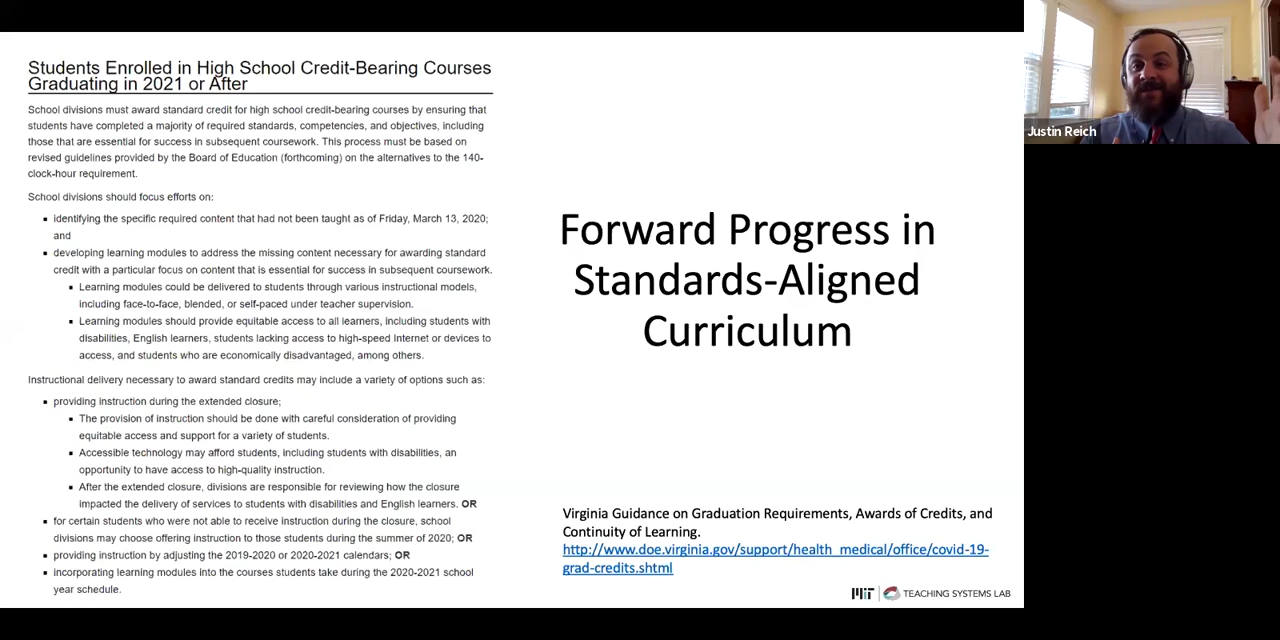 Students Enrolled in High School Credit-Bearing Courses
Graduating in 2021 or After
School divisions must award standard credit for high school credit-bearing courses by ensuring that
students have completed a majority of required standards, competencies, and objectives, including
those that are essential for success in subsequent coursework. This process must be based on
revised guidelines provided by the Board of Education (forthcoming) on the alternatives to the 140-
clock-hour requirement.
School divisions should focus efforts on:
▪ identifying the specific required content that had not been taught as of Friday, March 13, 2020;
and
▪ developing learning modules to address the missing content necessary for awarding standard
credit with a particular focus on content that is essential for success in subsequent coursework.
▪ Learning modules could be delivered to students through various instructional models,
including face-to-face, blended, or self-paced under teacher supervision.
▪ Learning modules should provide equitable access to all learners, including students with
disabilities, English learners, students lacking access to high-speed Internet or devices to
access, and students who are economically disadvantaged, among others.
Instructional delivery necessary to award standard credits may include a variety of options such as:
▪ providing instruction during the extended closure;
▪ The provision of instruction should be done with careful consideration of providing
equitable access and support for a variety of students.
▪ Accessible technology may afford students, including students with disabilities, an
opportunity to have access to high-quality instruction.
▪ After the extended closure, divisions are responsible for reviewing how the closure
impacted the delivery of services to students with disabilities and English learners. OR
▪ for certain students who were not able to receive instruction during the closure, school
divisions may choose offering instruction to those students during the summer of 2020; OR
▪ providing instruction by adjusting the 2019-2020 or 2020-2021 calendars; OR
▪ incorporating learning modules into the courses students take during the 2020-2021 school
year schedule.
Forward Progress in
Standards-Aligned
Curriculum
Virginia Guidance on Graduation Requirements, Awards of Credits, and
Continuity of Learning.
http://www.doe.virginia.gov/support/health_medical/office/covid-19-
grad-credits.shtml
MIT | TEACHING SYSTEMS LAB
Justin Reich